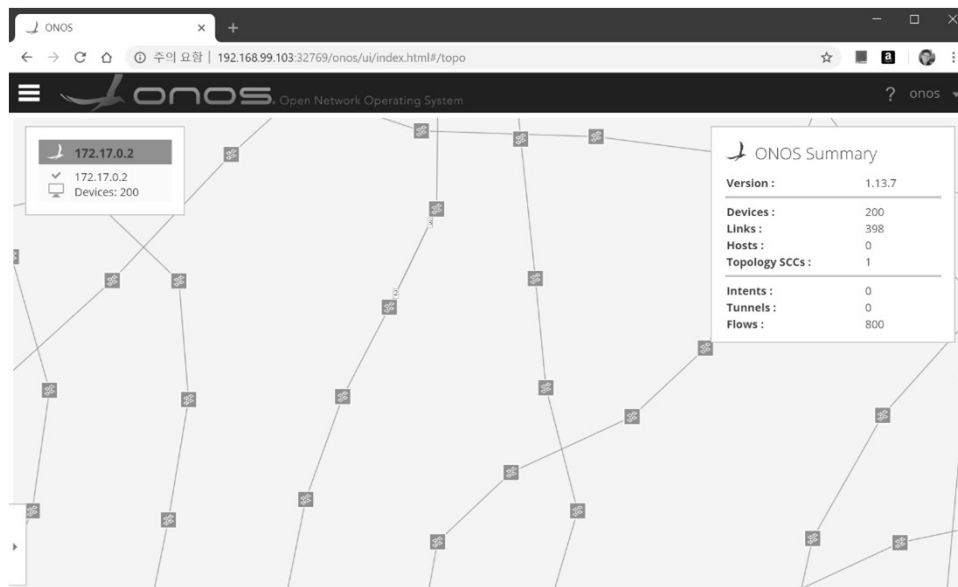 ONOS
주의 요함 | 192.168.99.103:32769/onos/ui/index.html#/topo
onos. Open Network Operating System
? onos
172.17.0.2
172.17.0.2
Devices: 200
ONOS Summary
Version : 1.13.7
Devices : 200
Links : 398
Hosts : 0
Topology SCCs : 1
Intents : 0
Tunnels : 0
Flows : 800